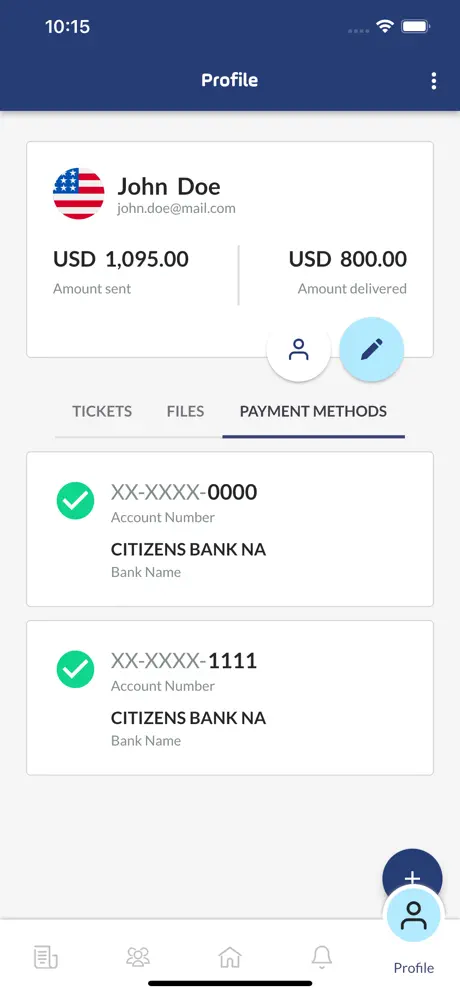 10:15
Profile
John Doe
john.doe@mail.com
USD 1,095.00
USD 800.00
Amount sent
Amount delivered
TICKETS
FILES
PAYMENT METHODS
XX-XXXX-0000
Account Number
CITIZENS BANK NA
Bank Name
XX-XXXX-1111
Account Number
CITIZENS BANK NA
Bank Name
Profile